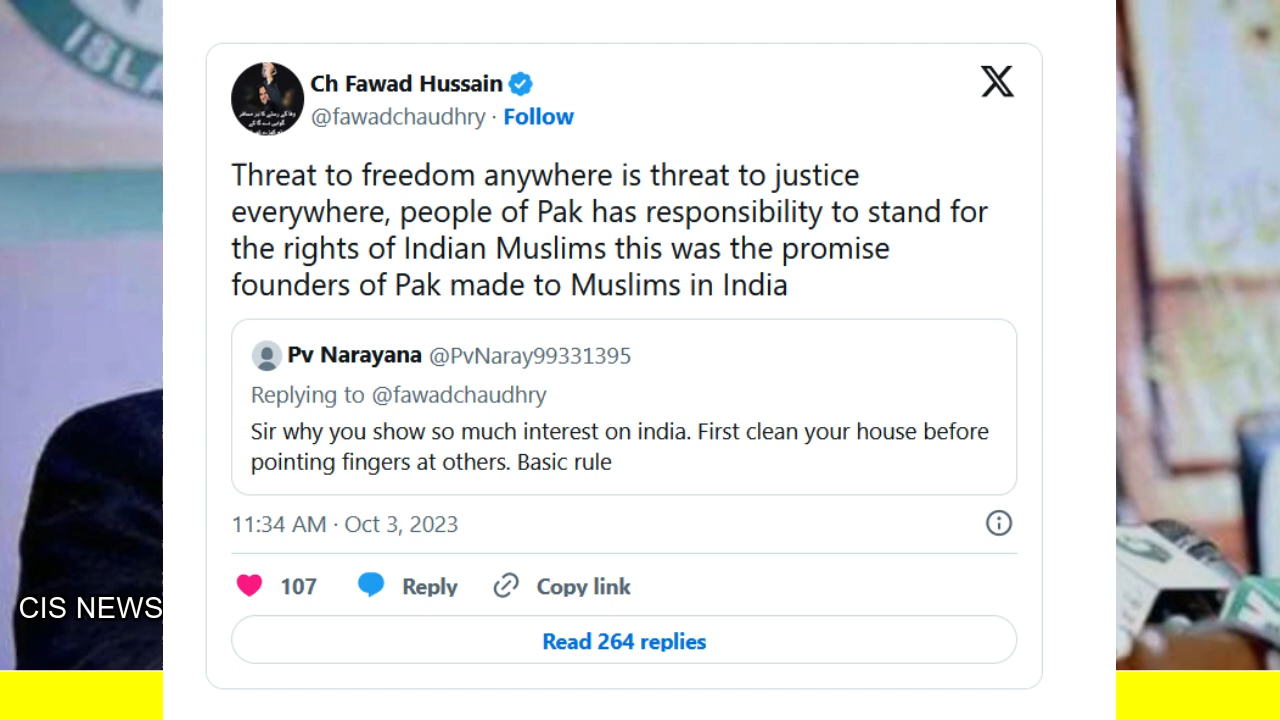 ISLA
Ch Fawad Hussain
@fawadchaudhry · Follow
Threat to freedom anywhere is threat to justice
everywhere, people of Pak has responsibility to stand for
the rights of Indian Muslims this was the promise
founders of Pak made to Muslims in India
Pv Narayana @PvNaray99331395
Replying to @fawadchaudhry
Sir why you show so much interest on india. First clean your house before
pointing fingers at others. Basic rule
11:34 AM · Oct 3, 2023
107 Reply Copy link
Read 264 replies
CIS NEWS